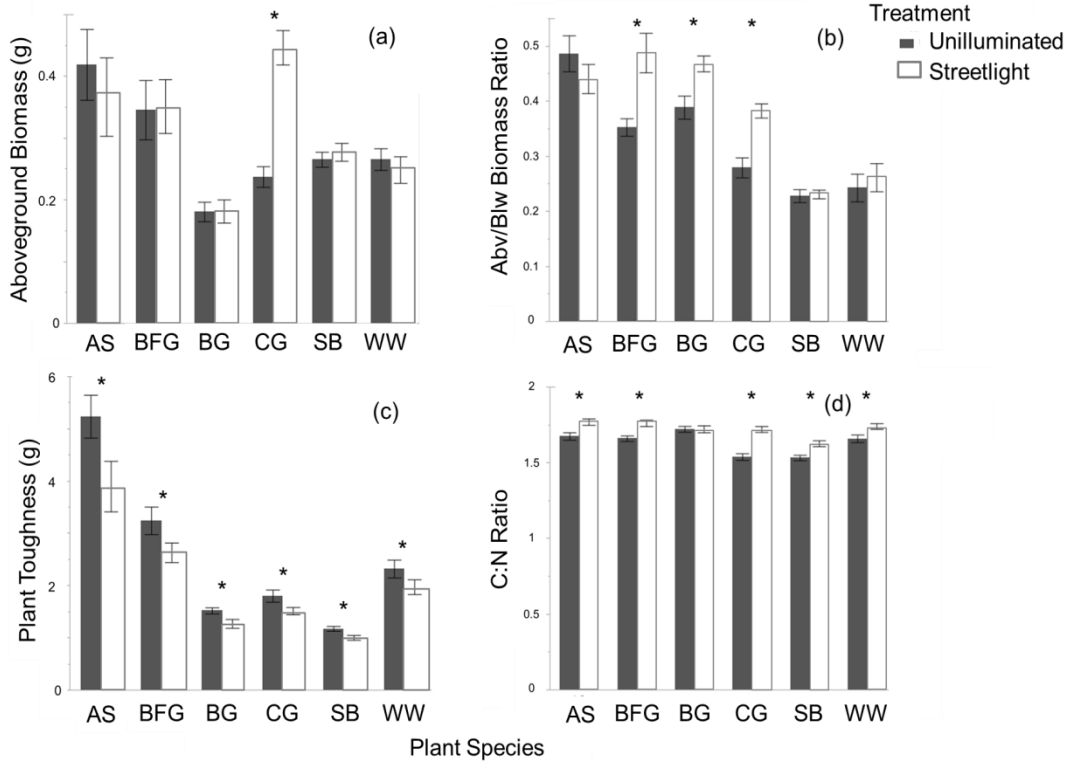 Treatment
Unilluminated
Streetlight
(a)
Aboveground Biomass (g)
0.4
0.2
0
*
AS BFG BG CG SB WW
(b)
Abv/Blw Biomass Ratio
0.5
0.4
0.3
0.2
0.1
0
* * *
AS BFG BG CG SB WW
(c)
Plant Toughness (g)
6
4
2
0
* * * * * *
AS BFG BG CG SB WW
(d)
C:N Ratio
2
1.5
1
0.5
0
* * * * *
AS BFG BG CG SB WW
Plant Species